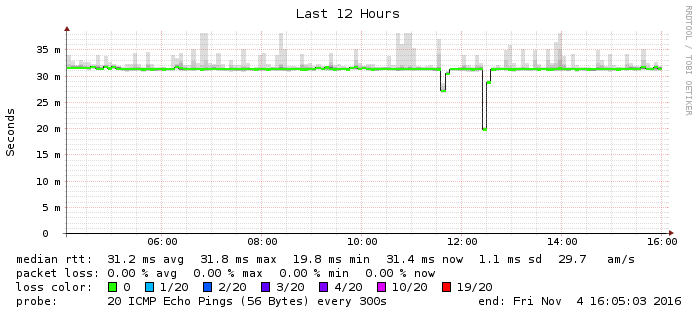 Last 12 Hours
RRDTOOL / TOBI OETIKER
Seconds
35 m
30 m
25 m
20 m
15 m
10 m
5 m
0
06:00 08:00 10:00 12:00 14:00 16:00
median rtt: 31.2 ms avg 31.8 ms max 19.8 ms min 31.4 ms now 1.1 ms sd 29.7 am/s
packet loss: 0.00 % avg 0.00 % max 0.00 % min 0.00 % now
loss color: 0 1/20 2/20 3/20 4/20 10/20 19/20
probe: 20 ICMP Echo Pings (56 Bytes) every 300s end: Fri Nov 4 16:05:03 2016